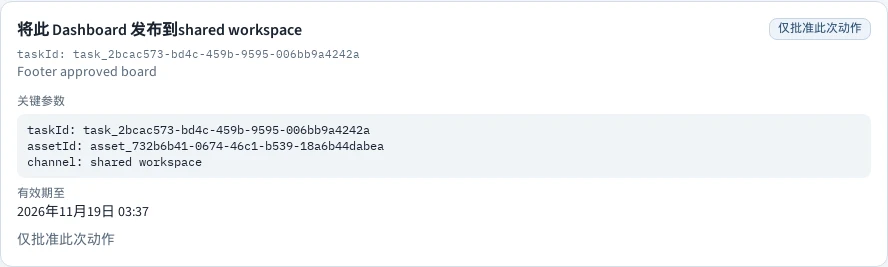 将此 Dashboard 发布到shared workspace
仅批准此次动作
taskId: task_2bcac573-bd4c-459b-9595-006bb9a4242a
Footer approved board
关键参数
taskId: task_2bcac573-bd4c-459b-9595-006bb9a4242a
assetId: asset_732b6b41-0674-46c1-b539-18a6b44dabea
channel: shared workspace
有效期至
2026年11月19日 03:37
仅批准此次动作